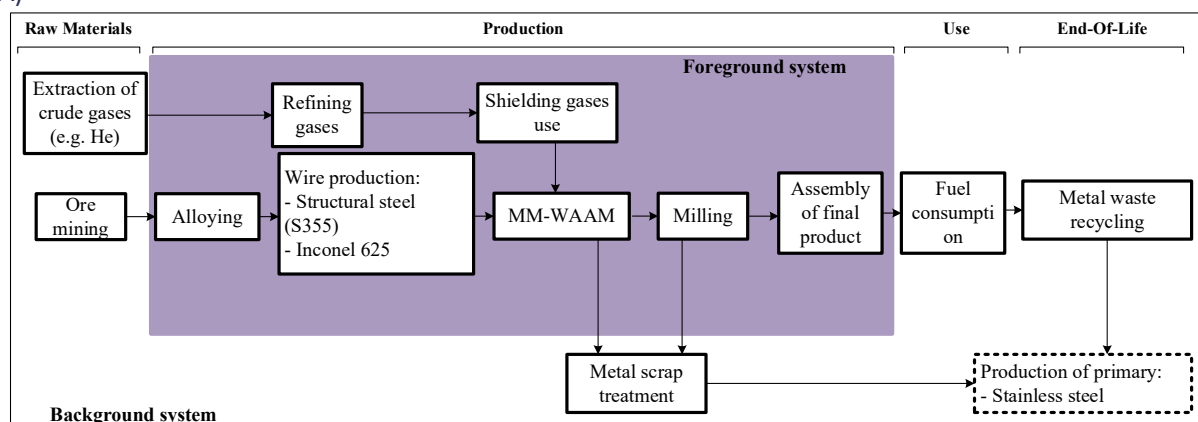 Raw Materials
Production
Use
End-Of-Life
Foreground system
Extraction of
crude gases
(e.g. He)
Refining
gases
Shielding gases
use
Ore
mining
Alloying
Wire production:
- Structural steel
(S355)
- Inconel 625
MM-WAAM
Milling
Assembly
of final
product
Fuel
consumpti
on
Metal waste
recycling
Metal scrap
treatment
Production of primary:
- Stainless steel
Background system